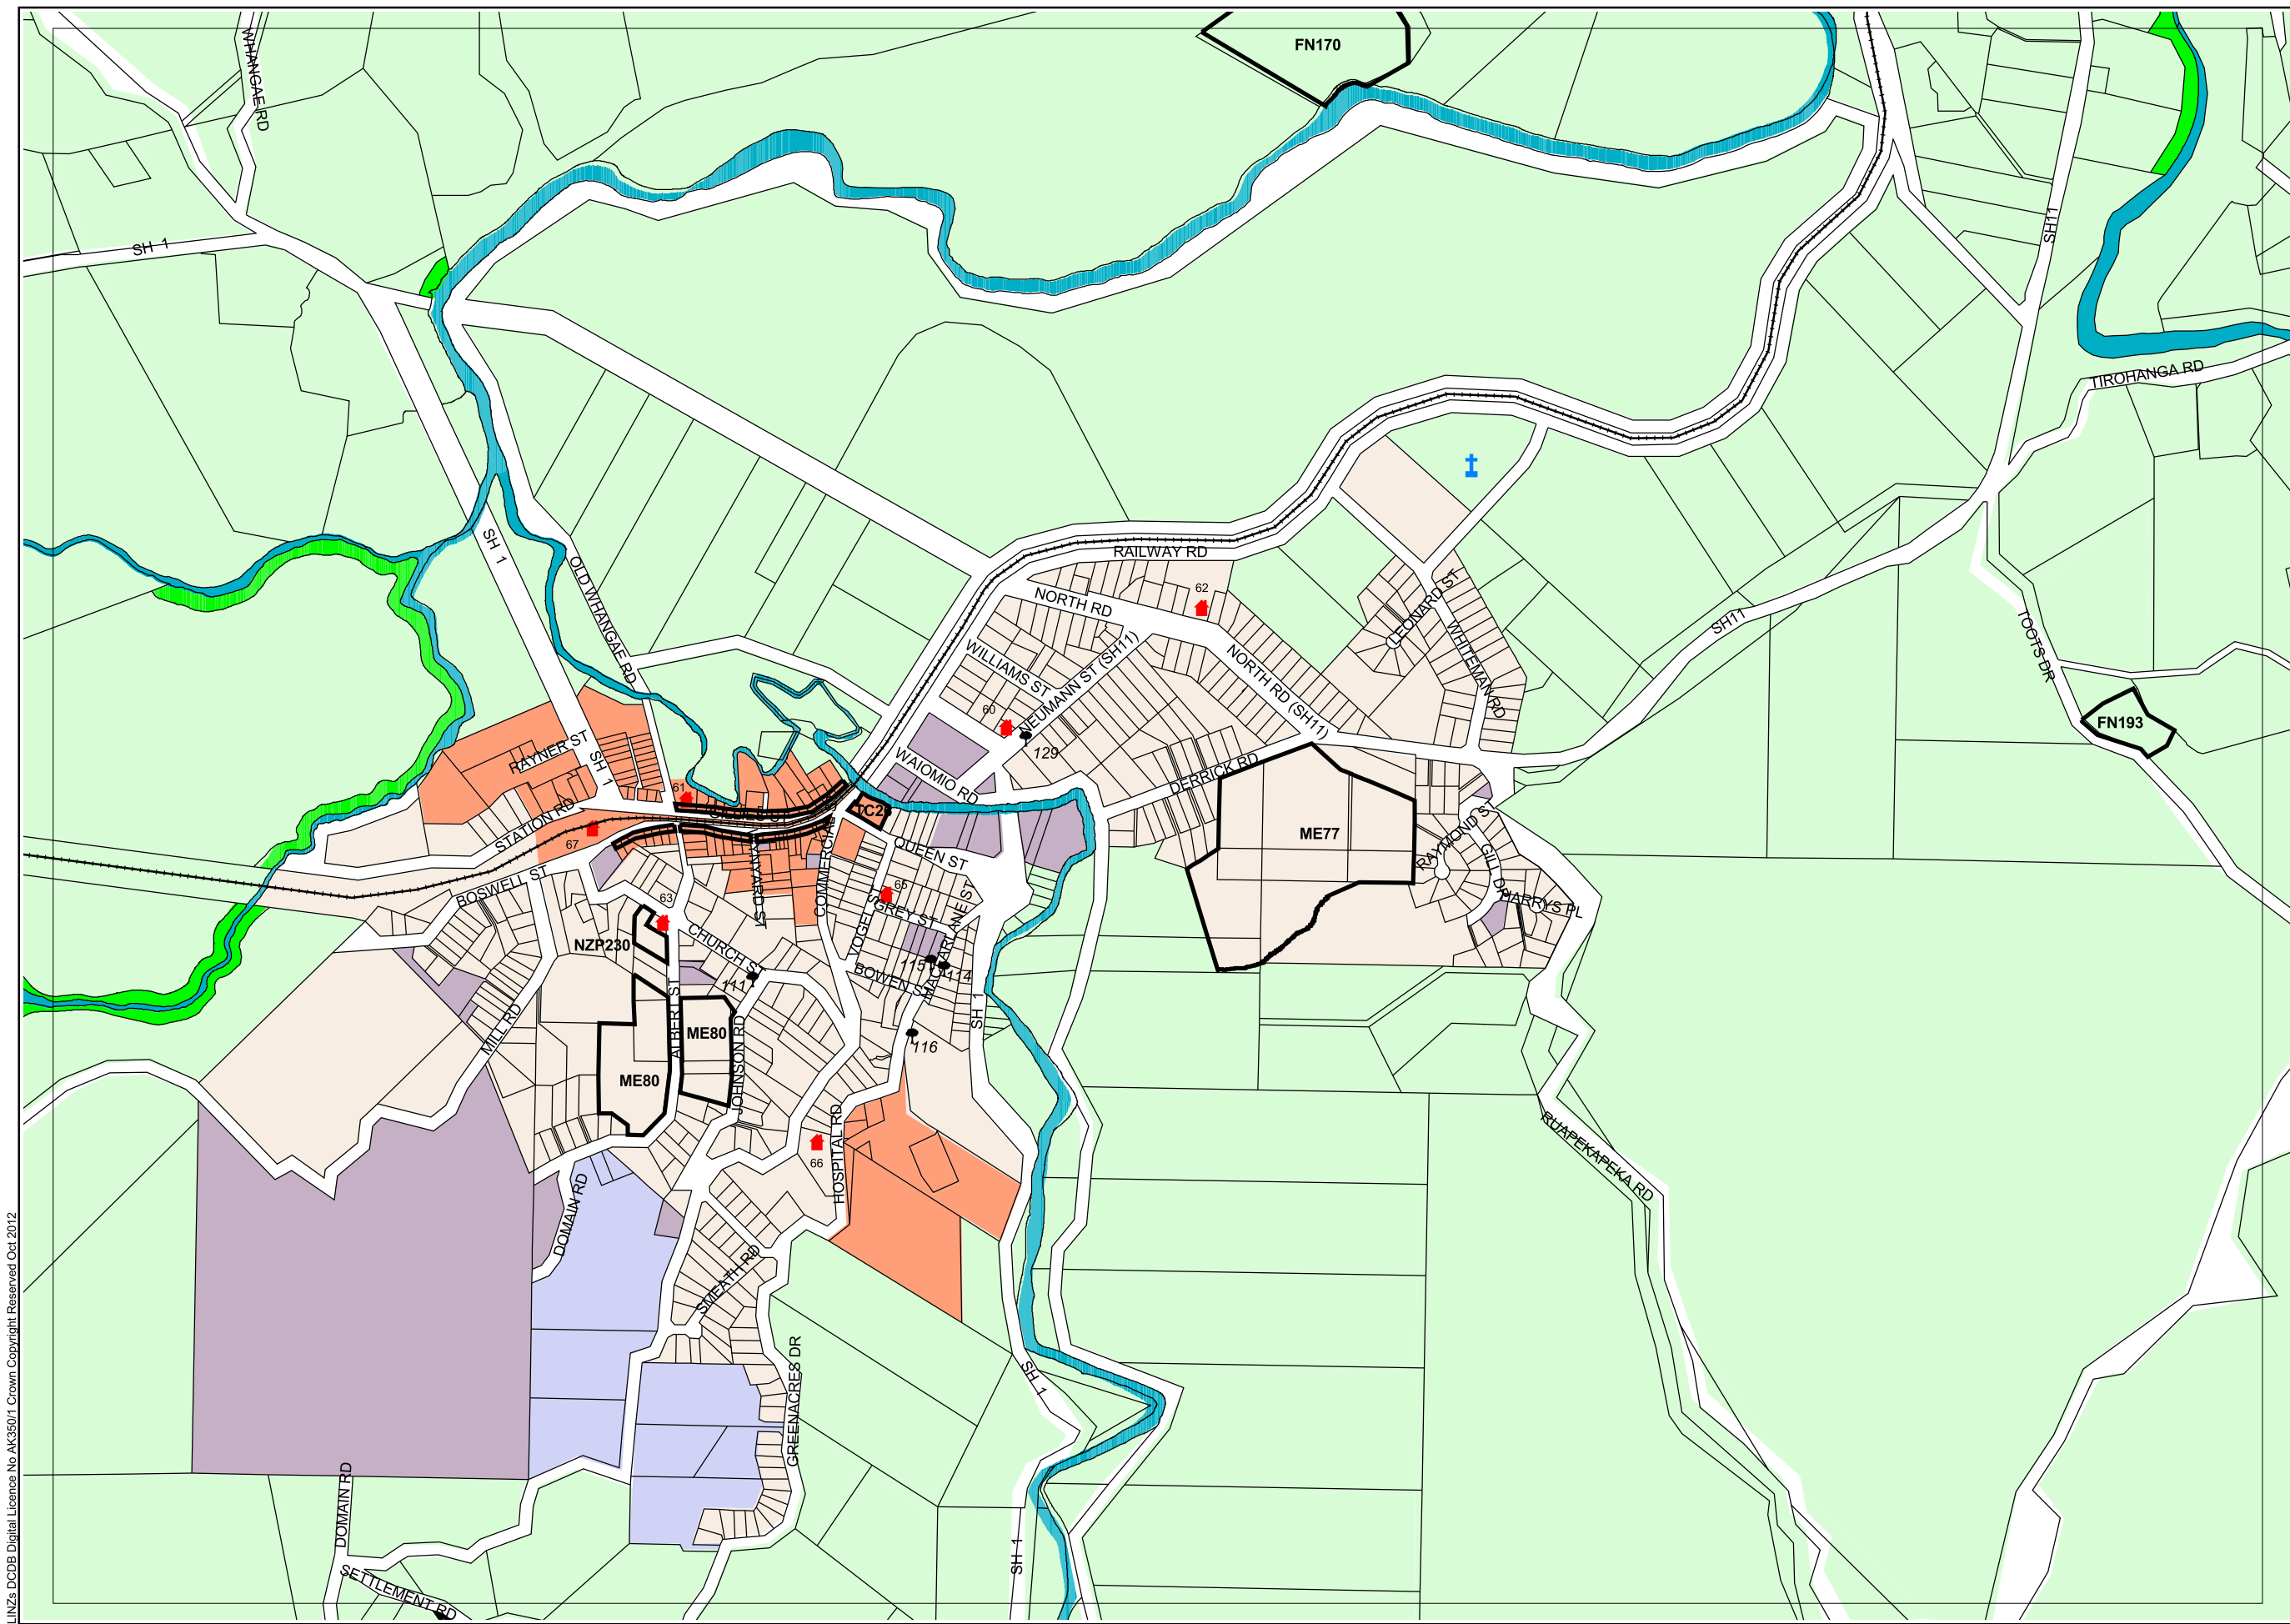 FN170
WHANGAE RD
SH 1
SH11
TIROHANGA RD
SH 1
OLD WHANGAE RD
RAILWAY RD
62
NORTH RD
LEONARD ST
WHITEMAN RD
SH11
TOOTS DR
WILLIAMS ST
NEUMANN ST (SH11)
NORTH RD (SH11)
60
129
FN193
RAYNER ST
SH 1
WAIOMIO RD
DERRICK RD
61
STATION RD
67
ME77
RAYMOND ST
GILL DR
HARRYS PL
QUEEN ST
COMMERCIAL
BOSWELL ST
65
63
GREY ST
NZP230
CHURCH ST
115
114
111
BOWEN ST
SH 1
MILL RD
ALBERT ST
ME80
ME80
JOHNSON RD
116
HOSPITAL RD
66
RUAPEKAPEKA RD
DOMAIN RD
SMEATH RD
GREENACRES DR
SH 1
DOMAIN RD
SH 1
SETTLEMENT RD
LINZs DCDB Digital Licence No AK350/1 Crown Copyright Reserved Oct 2012